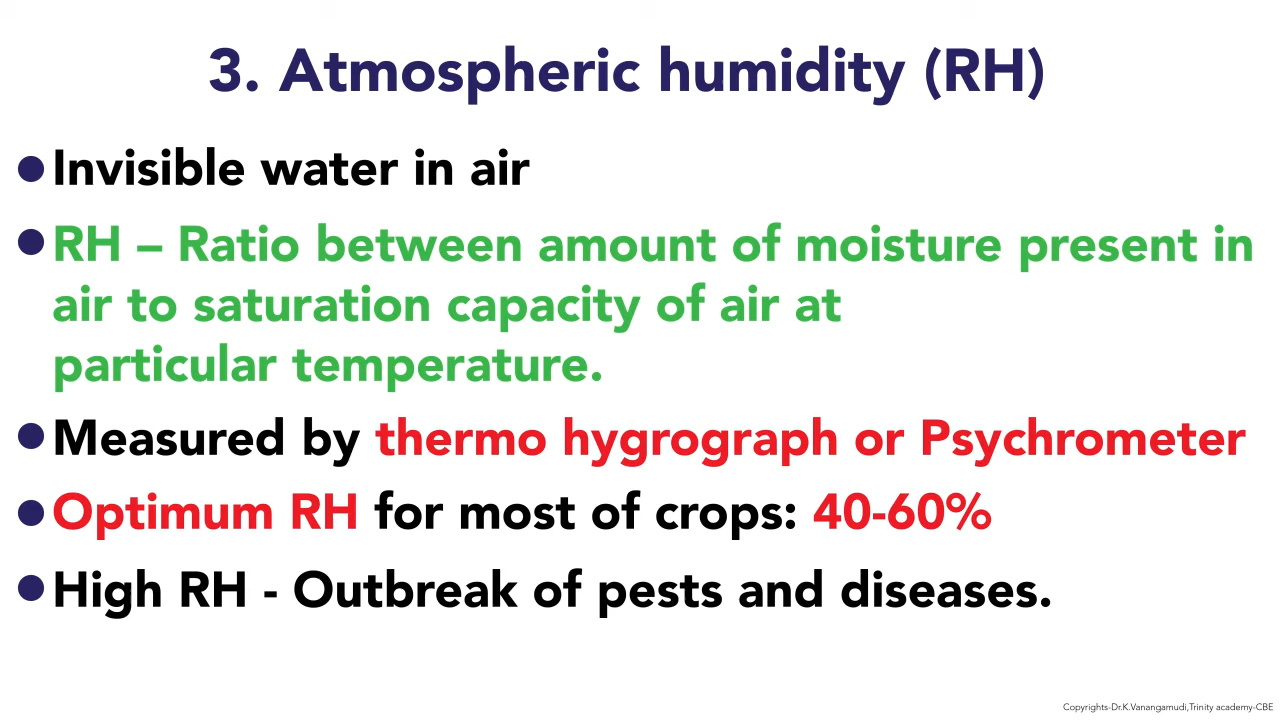 3. Atmospheric humidity (RH)
●Invisible water in air
●RH – Ratio between amount of moisture present in
air to saturation capacity of air at
particular temperature.
●Measured by thermo hygrograph or Psychrometer
●Optimum RH for most of crops: 40-60%
●High RH - Outbreak of pests and diseases.
Copyrights-Dr.K.Vanangamudi,Trinity academy-CBE